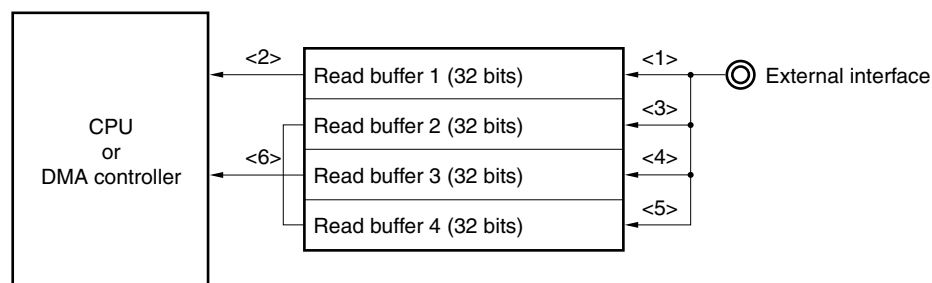 CPU
or
DMA controller
<2>
<6>
Read buffer 1 (32 bits)
Read buffer 2 (32 bits)
Read buffer 3 (32 bits)
Read buffer 4 (32 bits)
<1>
<3>
<4>
<5>
External interface